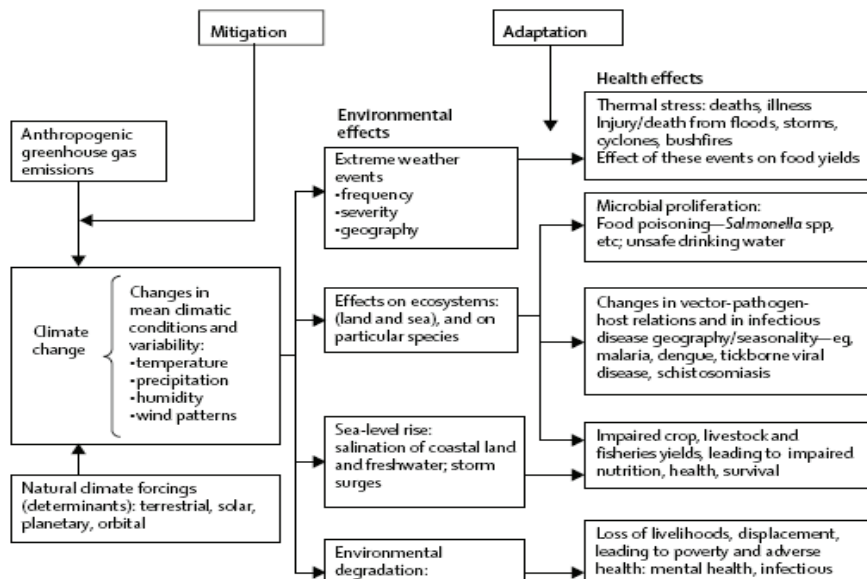 Mitigation
Adaptation
Health effects
Thermal stress: deaths, illness
Injury/death from floods, storms,
cyclones, bushfires
Effect of these events on food yields
Environmental
effects
Anthropogenic
greenhouse gas
emissions
Extreme weather
events
•frequency
•severity
•geography
Microbial proliferation:
Food poisoning—Salmonella spp,
etc; unsafe drinking water
Climate
change
Changes in
mean climatic
conditions and
variability:
•temperature
•precipitation
•humidity
•wind patterns
Effects on ecosystems:
(land and sea), and on
particular species
Changes in vector-pathogen-
host relations and in infectious
disease geography/seasonality—eg,
malaria, dengue, tickborne viral
disease, schistosomiasis
Sea-level rise:
salination of coastal land
and freshwater; storm
surges
Impaired crop, livestock and
fisheries yields, leading to impaired
nutrition, health, survival
Natural climate forcings
(determinants): terrestrial, solar,
planetary, orbital
Environmental
degradation:
Loss of livelihoods, displacement,
leading to poverty and adverse
health: mental health, infectious